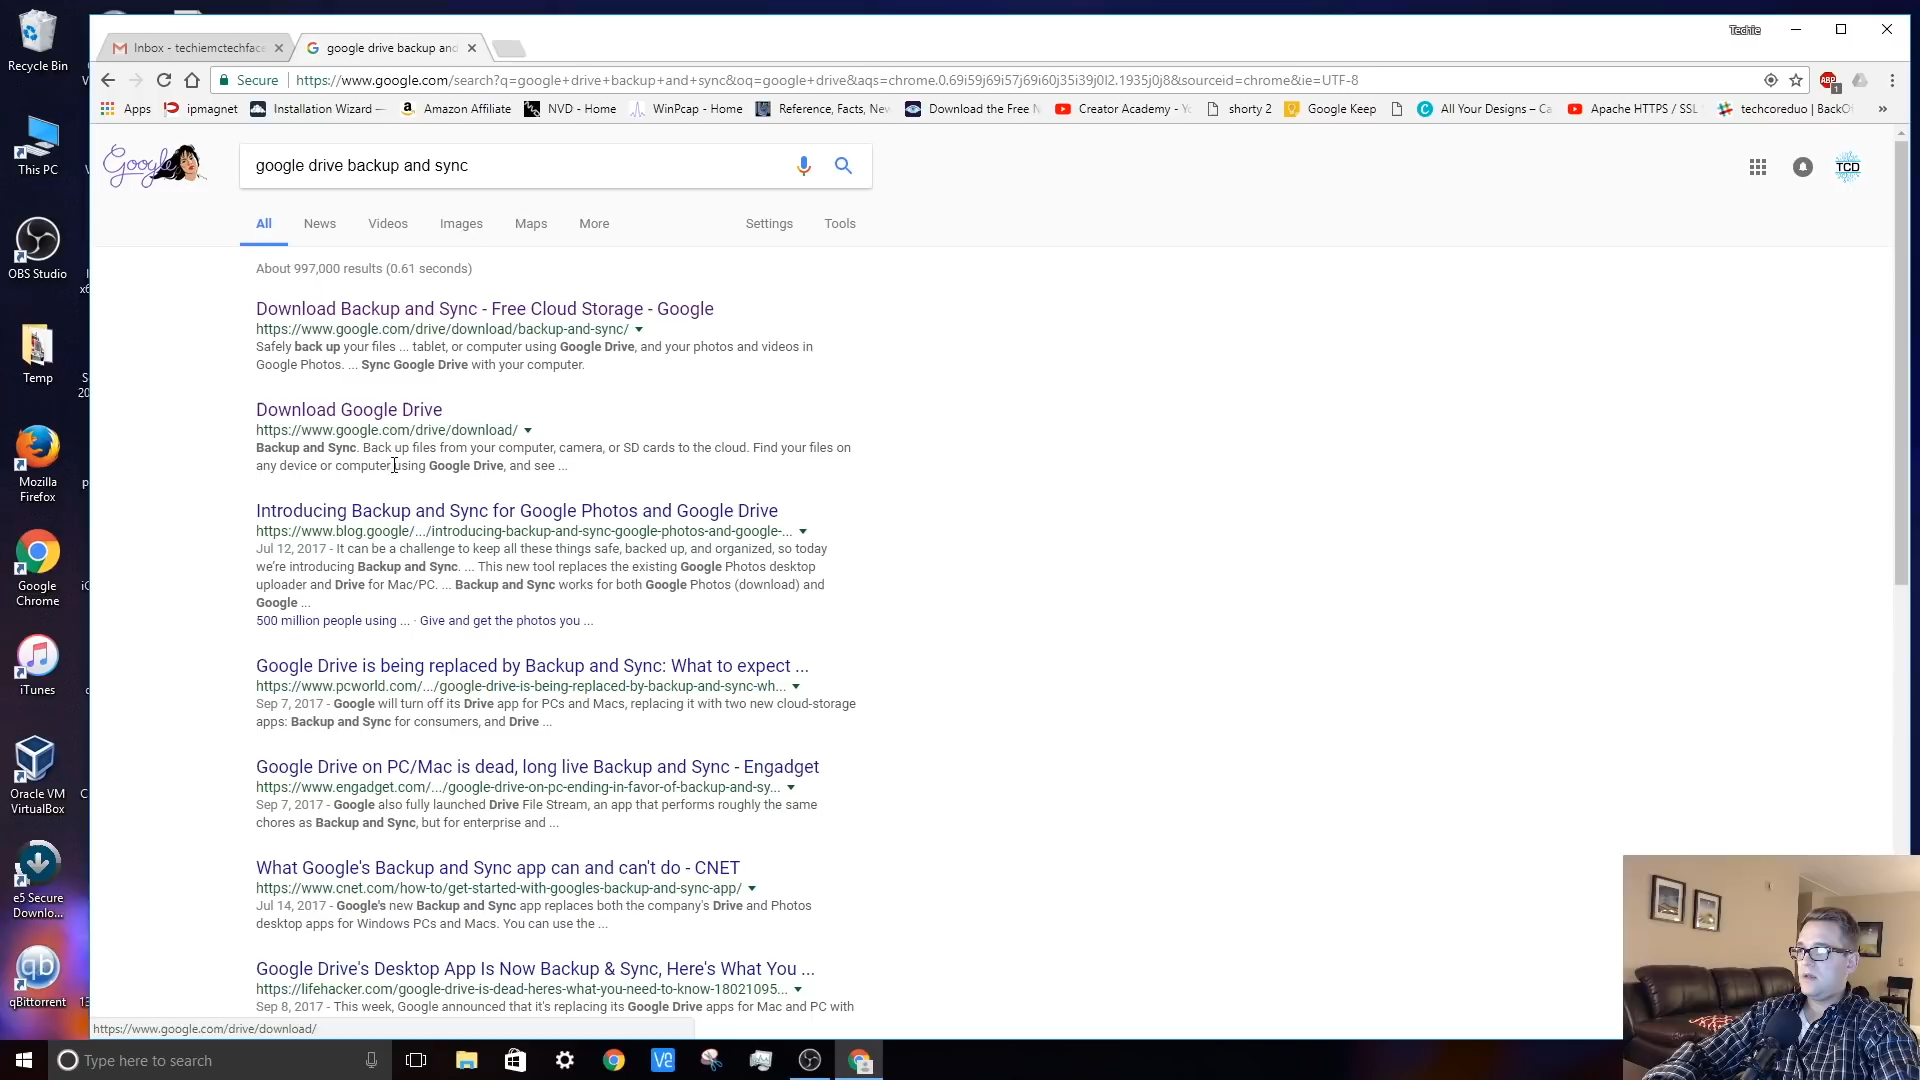 Techie
Inbox - techiemctechface
google drive backup and
Secure
https://www.google.com/search?q=google+drive+backup+and+sync&oq=google+drive&aqs=chrome.0.69i59j69i57j69i60j35i39j0l2.1935j0j8&sourceid=chrome&ie=UTF-8
Apps
ipmagnet
Installation Wizard —
Amazon Affiliate
NVD - Home
WinPcap - Home
Reference, Facts, New
Download the Free N
Creator Academy - Y
shorty 2
Google Keep
All Your Designs – Ca
Apache HTTPS / SSL
techcoreduo | BackO
»
Google
google drive backup and sync
TCD
All
News
Videos
Images
Maps
More
Settings
Tools
About 997,000 results (0.61 seconds)
Download Backup and Sync - Free Cloud Storage - Google
https://www.google.com/drive/download/backup-and-sync/
Safely back up your files ... tablet, or computer using Google Drive, and your photos and videos in
Google Photos. ... Sync Google Drive with your computer.
Download Google Drive
https://www.google.com/drive/download/
Backup and Sync. Back up files from your computer, camera, or SD cards to the cloud. Find your files on
any device or computer using Google Drive, and see ...
Introducing Backup and Sync for Google Photos and Google Drive
https://www.blog.google/.../introducing-backup-and-sync-google-photos-and-google-...
Jul 12, 2017 - It can be a challenge to keep all these things safe, backed up, and organized, so today
we're introducing Backup and Sync. ... This new tool replaces the existing Google Photos desktop
uploader and Drive for Mac/PC. ... Backup and Sync works for both Google Photos (download) and
Google ...
500 million people using ... · Give and get the photos you ...
Google Drive is being replaced by Backup and Sync: What to expect ...
https://www.pcworld.com/.../google-drive-is-being-replaced-by-backup-and-sync-wh...
Sep 7, 2017 - Google will turn off its Drive app for PCs and Macs, replacing it with two new cloud-storage
apps: Backup and Sync for consumers, and Drive ...
Google Drive on PC/Mac is dead, long live Backup and Sync - Engadget
https://www.engadget.com/.../google-drive-on-pc-ending-in-favor-of-backup-and-sy...
Sep 7, 2017 - Google also fully launched Drive File Stream, an app that performs roughly the same
chores as Backup and Sync, but for enterprise and ...
What Google's Backup and Sync app can and can't do - CNET
https://www.cnet.com/how-to/get-started-with-googles-backup-and-sync-app/
Jul 14, 2017 - Google's new Backup and Sync app replaces both the company's Drive and Photos
desktop apps for Windows PCs and Macs. You can use the ...
Google Drive's Desktop App Is Now Backup & Sync, Here's What You ...
https://lifehacker.com/google-drive-is-dead-heres-what-you-need-to-know-18021095...
Sep 8, 2017 - This week, Google announced that it's replacing its Google Drive apps for Mac and PC with
https://www.google.com/drive/download/
Recycle Bin
This PC
OBS Studio
Temp
Mozilla
Firefox
Google
Chrome
iTunes
Oracle VM
VirtualBox
e5 Secure
Downlo...
qb
qBittorrent
Type here to search